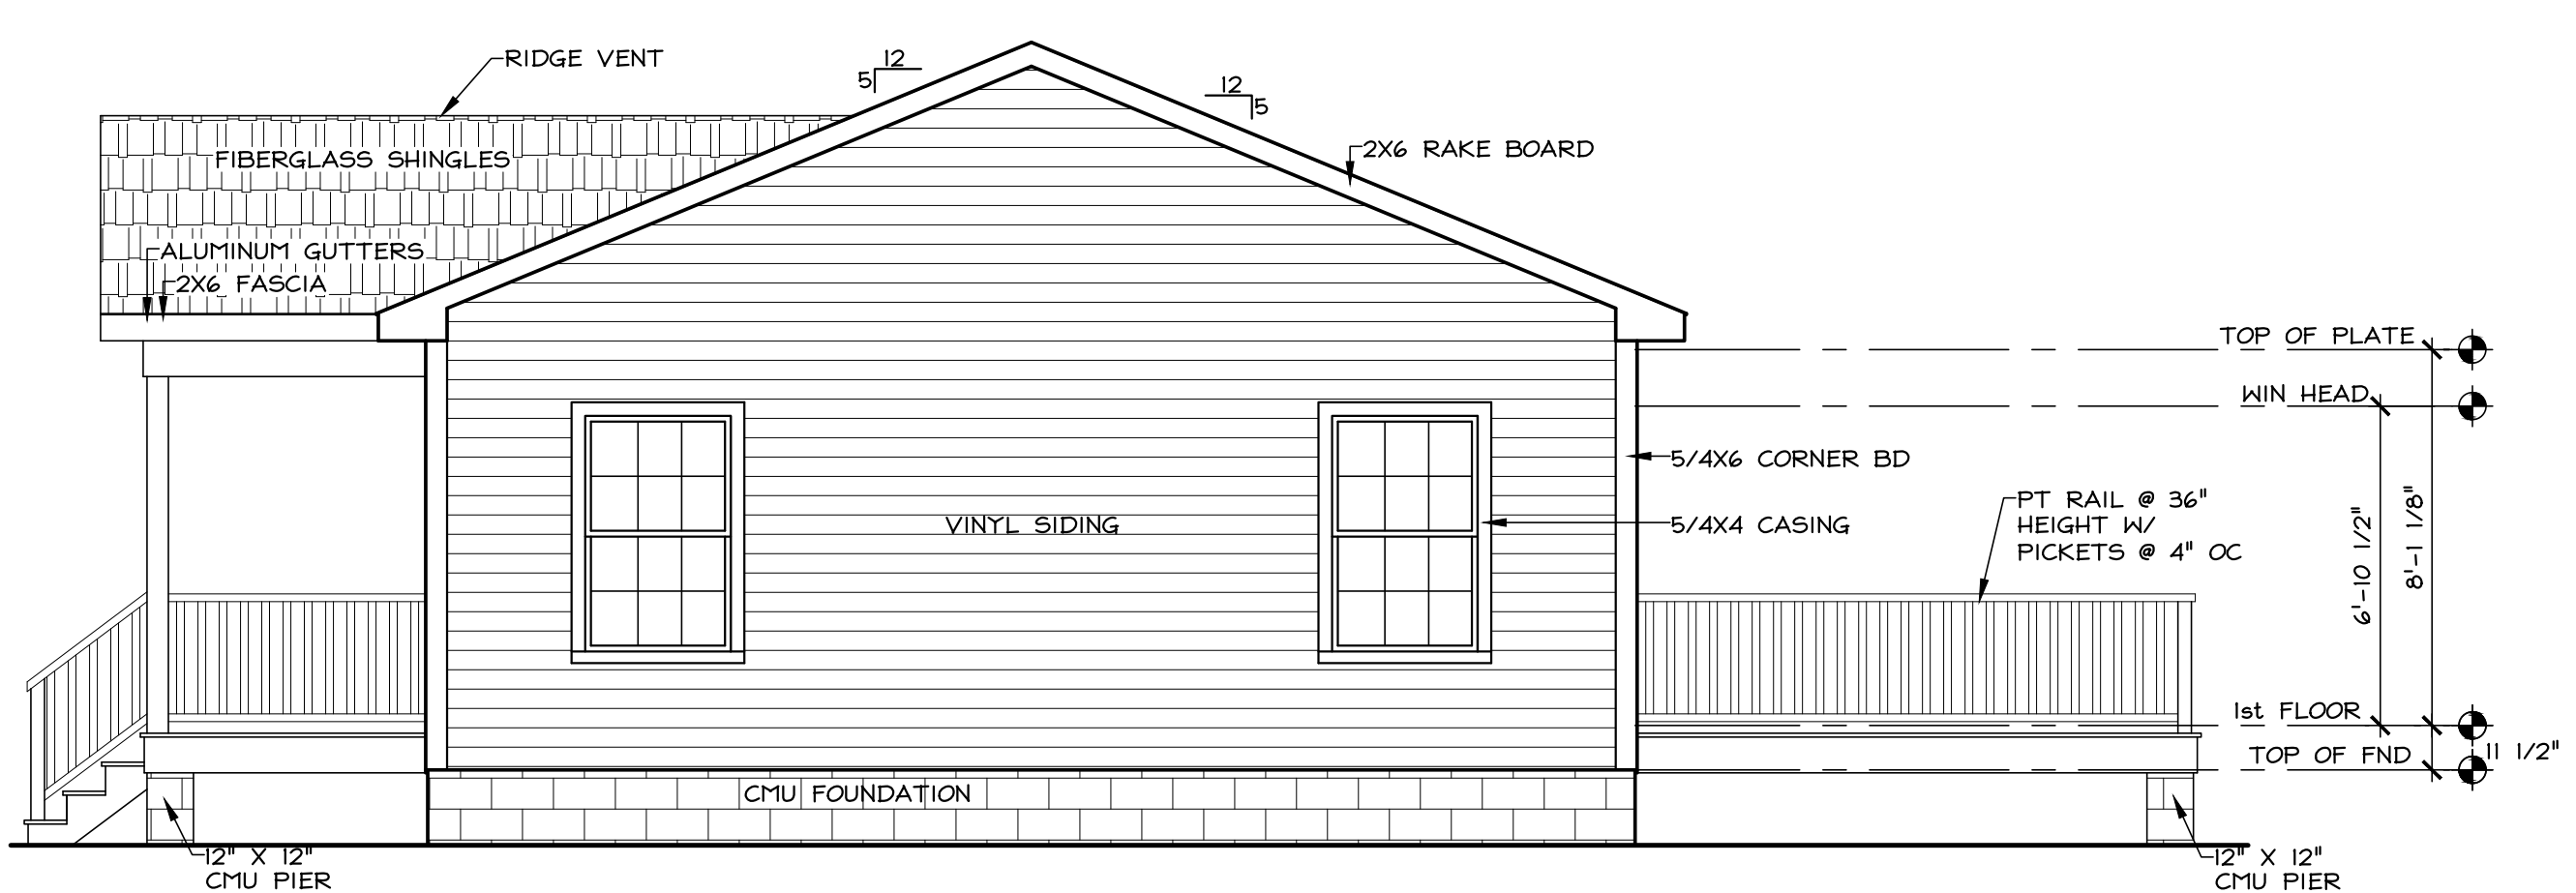 RIDGE VENT
12
5
12
5
FIBERGLASS SHINGLES
2X6 RAKE BOARD
ALUMINUM GUTTERS
2X6 FASCIA
TOP OF PLATE
WIN HEAD
5/4X6 CORNER BD
VINYL SIDING
5/4X4 CASING
PT RAIL @ 36"
HEIGHT W/
PICKETS @ 4" OC
6'-10 1/2"
8'-1 1/8"
1st FLOOR
TOP OF FND
11 1/2"
CMU FOUNDATION
12" X 12"
CMU PIER
12" X 12"
CMU PIER